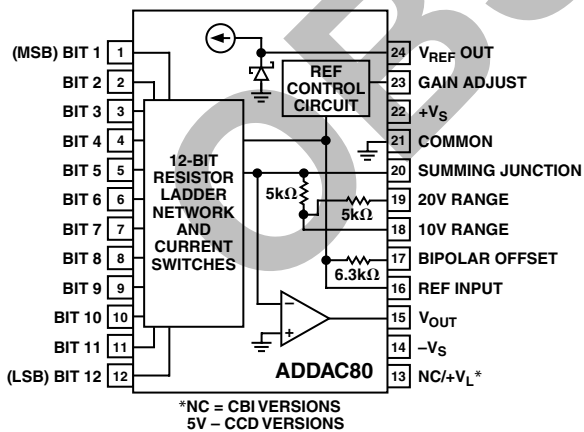 (MSB) BIT 1 1
BIT 2 2
BIT 3 3
BIT 4 4
BIT 5 5
BIT 6 6
BIT 7 7
BIT 8 8
BIT 9 9
BIT 10 10
BIT 11 11
(LSB) BIT 12 12
12-BIT
RESISTOR
LADDER
NETWORK
AND
CURRENT
SWITCHES
REF
CONTROL
CIRCUIT
5kΩ
5kΩ
6.3kΩ
–
+
ADDAC80
24 VREF OUT
23 GAIN ADJUST
22 +VS
21 COMMON
20 SUMMING JUNCTION
19 20V RANGE
18 10V RANGE
17 BIPOLAR OFFSET
16 REF INPUT
15 VOUT
14 –VS
13 NC/+VL*
*NC = CBI VERSIONS
5V – CCD VERSIONS
OBS